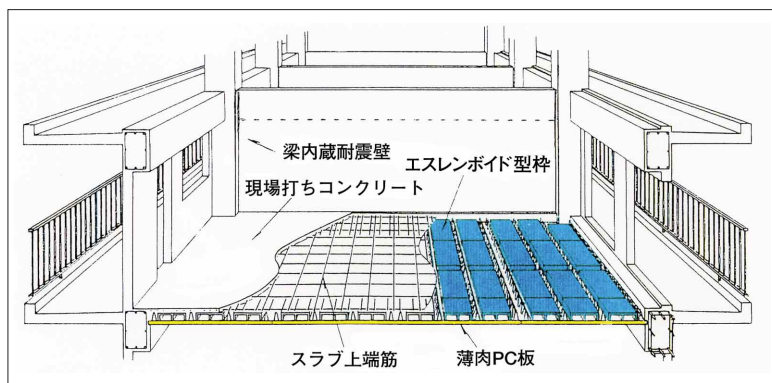 梁内蔵耐震壁
エスレンボイド型枠
現場打ちコンクリート
スラブ上端筋
薄肉PC板